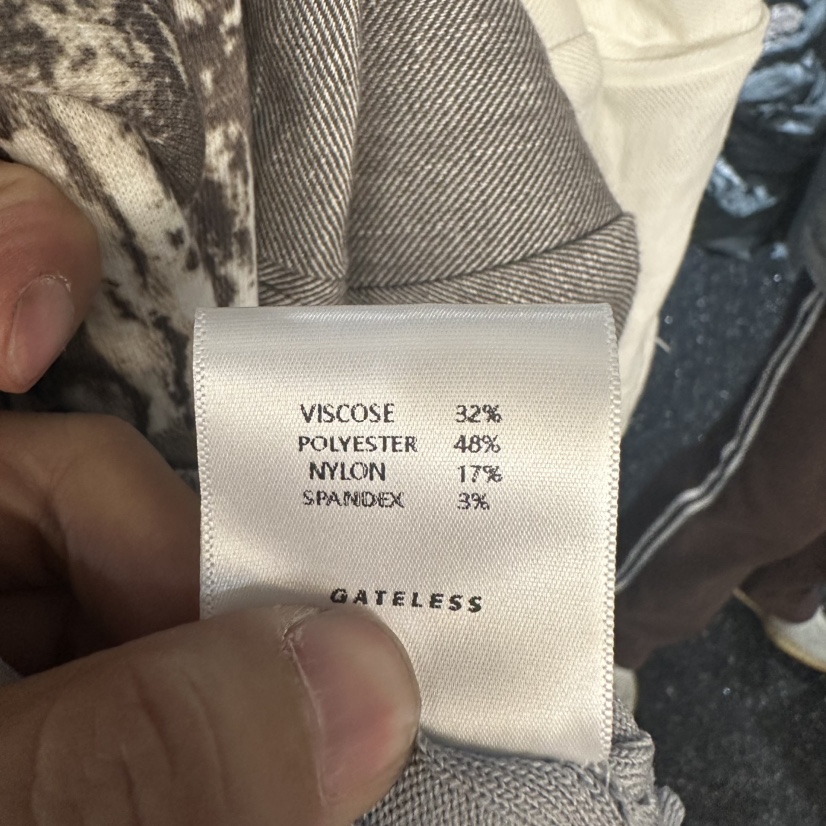 VISCOSE 32%
POLYESTER 48%
NYLON 17%
SPANDEX 3%
GATELESS